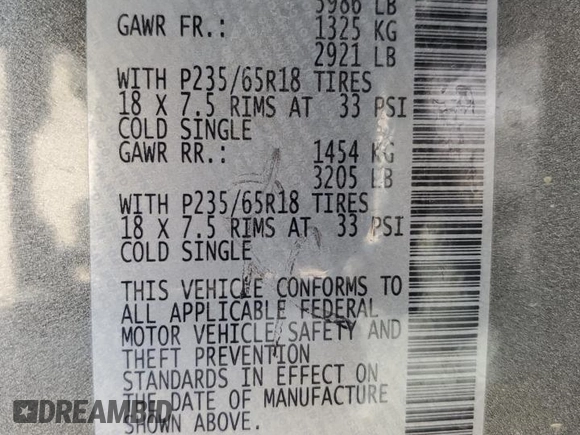 5986 LB
GAWR FR.: 1325 KG
2921 LB
WITH P235/65R18 TIRES
18 X 7.5 RIMS AT 33 PSI
COLD SINGLE
GAWR RR.: 1454 KG
3205 LB
WITH P235/65R18 TIRES
18 X 7.5 RIMS AT 33 PSI
COLD SINGLE
THIS VEHICLE CONFORMS TO
ALL APPLICABLE FEDERAL
MOTOR VEHICLE SAFETY AND
THEFT PREVENTION
STANDARDS IN EFFECT ON
THE DATE OF MANUFACTURE
SHOWN ABOVE.
DREAMBID